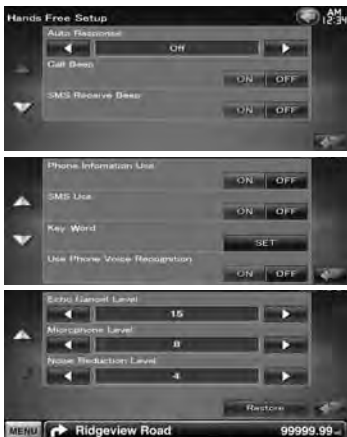 Hands Free Setup
AM
12:34
Auto Response
Off
Call Beep
ON OFF
SMS Receive Beep
ON OFF
Phone Infomation Use
ON OFF
SMS Use
ON OFF
Key Word
SET
Use Phone Voice Recognition
ON OFF
Echo Cancel Level
15
Microphone Level
8
Noise Reduction Level
4
Restore
MENU Ridgeview Road 99999.99